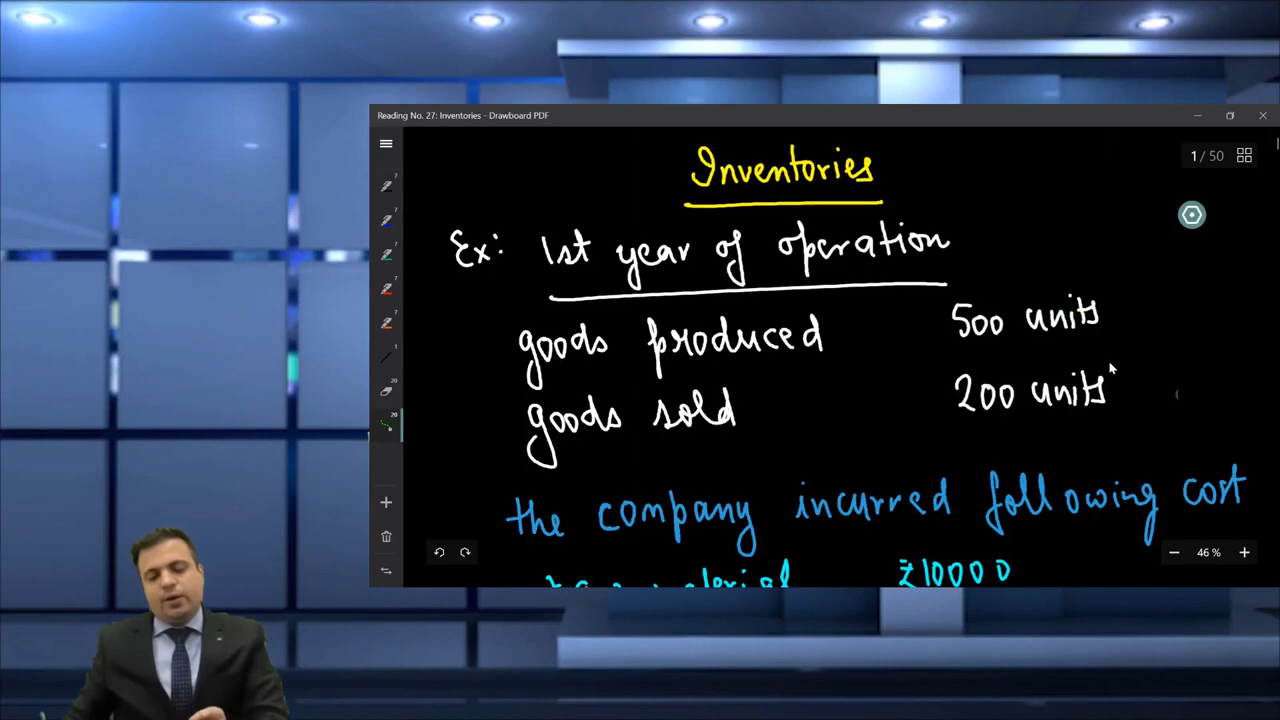 Reading No. 27: Inventories - Drawboard PDF
1 / 50
Inventories
Ex: 1st year of operation
goods produced 500 units
goods sold 200 units
the company incurred following cost
₹10000
46 %